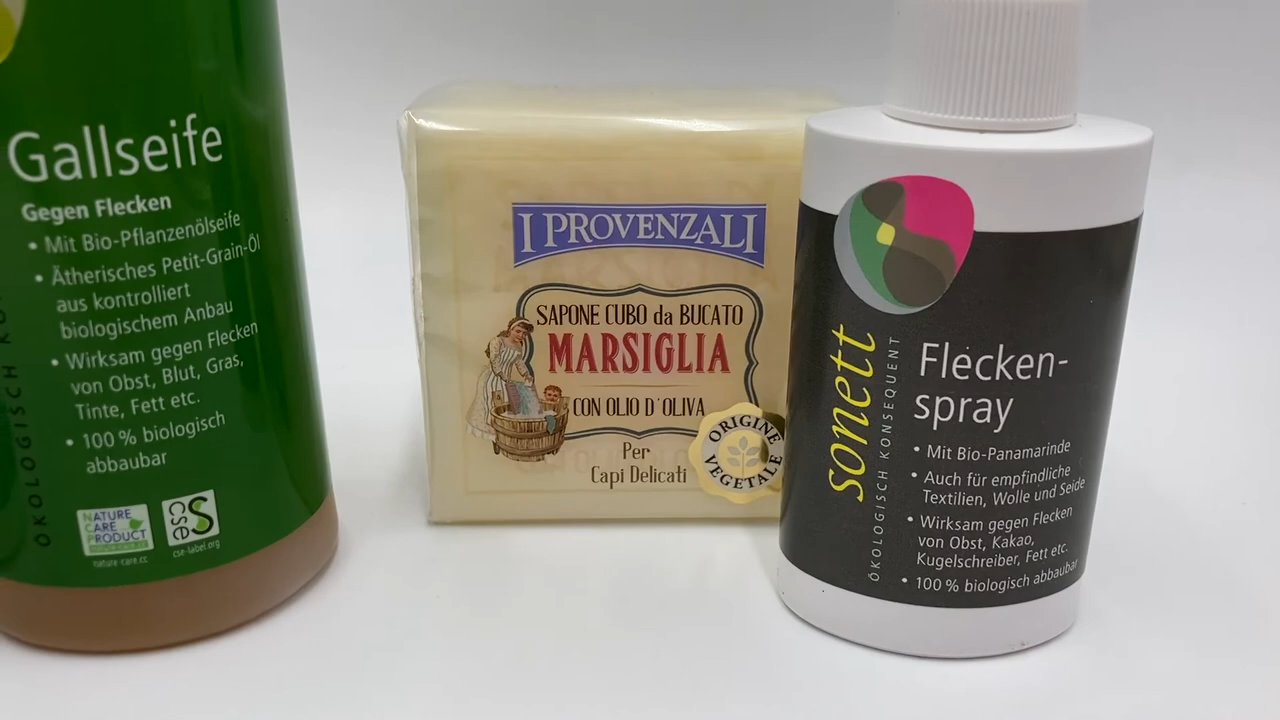 Gallseife
Gegen Flecken
• Mit Bio-Pflanzenölseife
• Ätherisches Petit-Grain-Öl
aus kontrolliert
biologischem Anbau
• Wirksam gegen Flecken
von Obst, Blut, Gras,
Tinte, Fett etc.
• 100 % biologisch
abbaubar
NATURE
CARE
PRODUCT
natura-care.cc
cse
cse-label.org
I PROVENZALI
SAPONE CUBO da BUCATO
MARSIGLIA
CON OLIO D'OLIVA
Per
Capi Delicati
ORIGINE
VEGETALE
sonett
ÖKOLOGISCH KONSEQUENT
Flecken-
spray
• Mit Bio-Panamarinde
• Auch für empfindliche
Textilien, Wolle und Seide
• Wirksam gegen Flecken
von Obst, Kakao,
Kugelschreiber, Fett etc.
• 100 % biologisch abbaubar